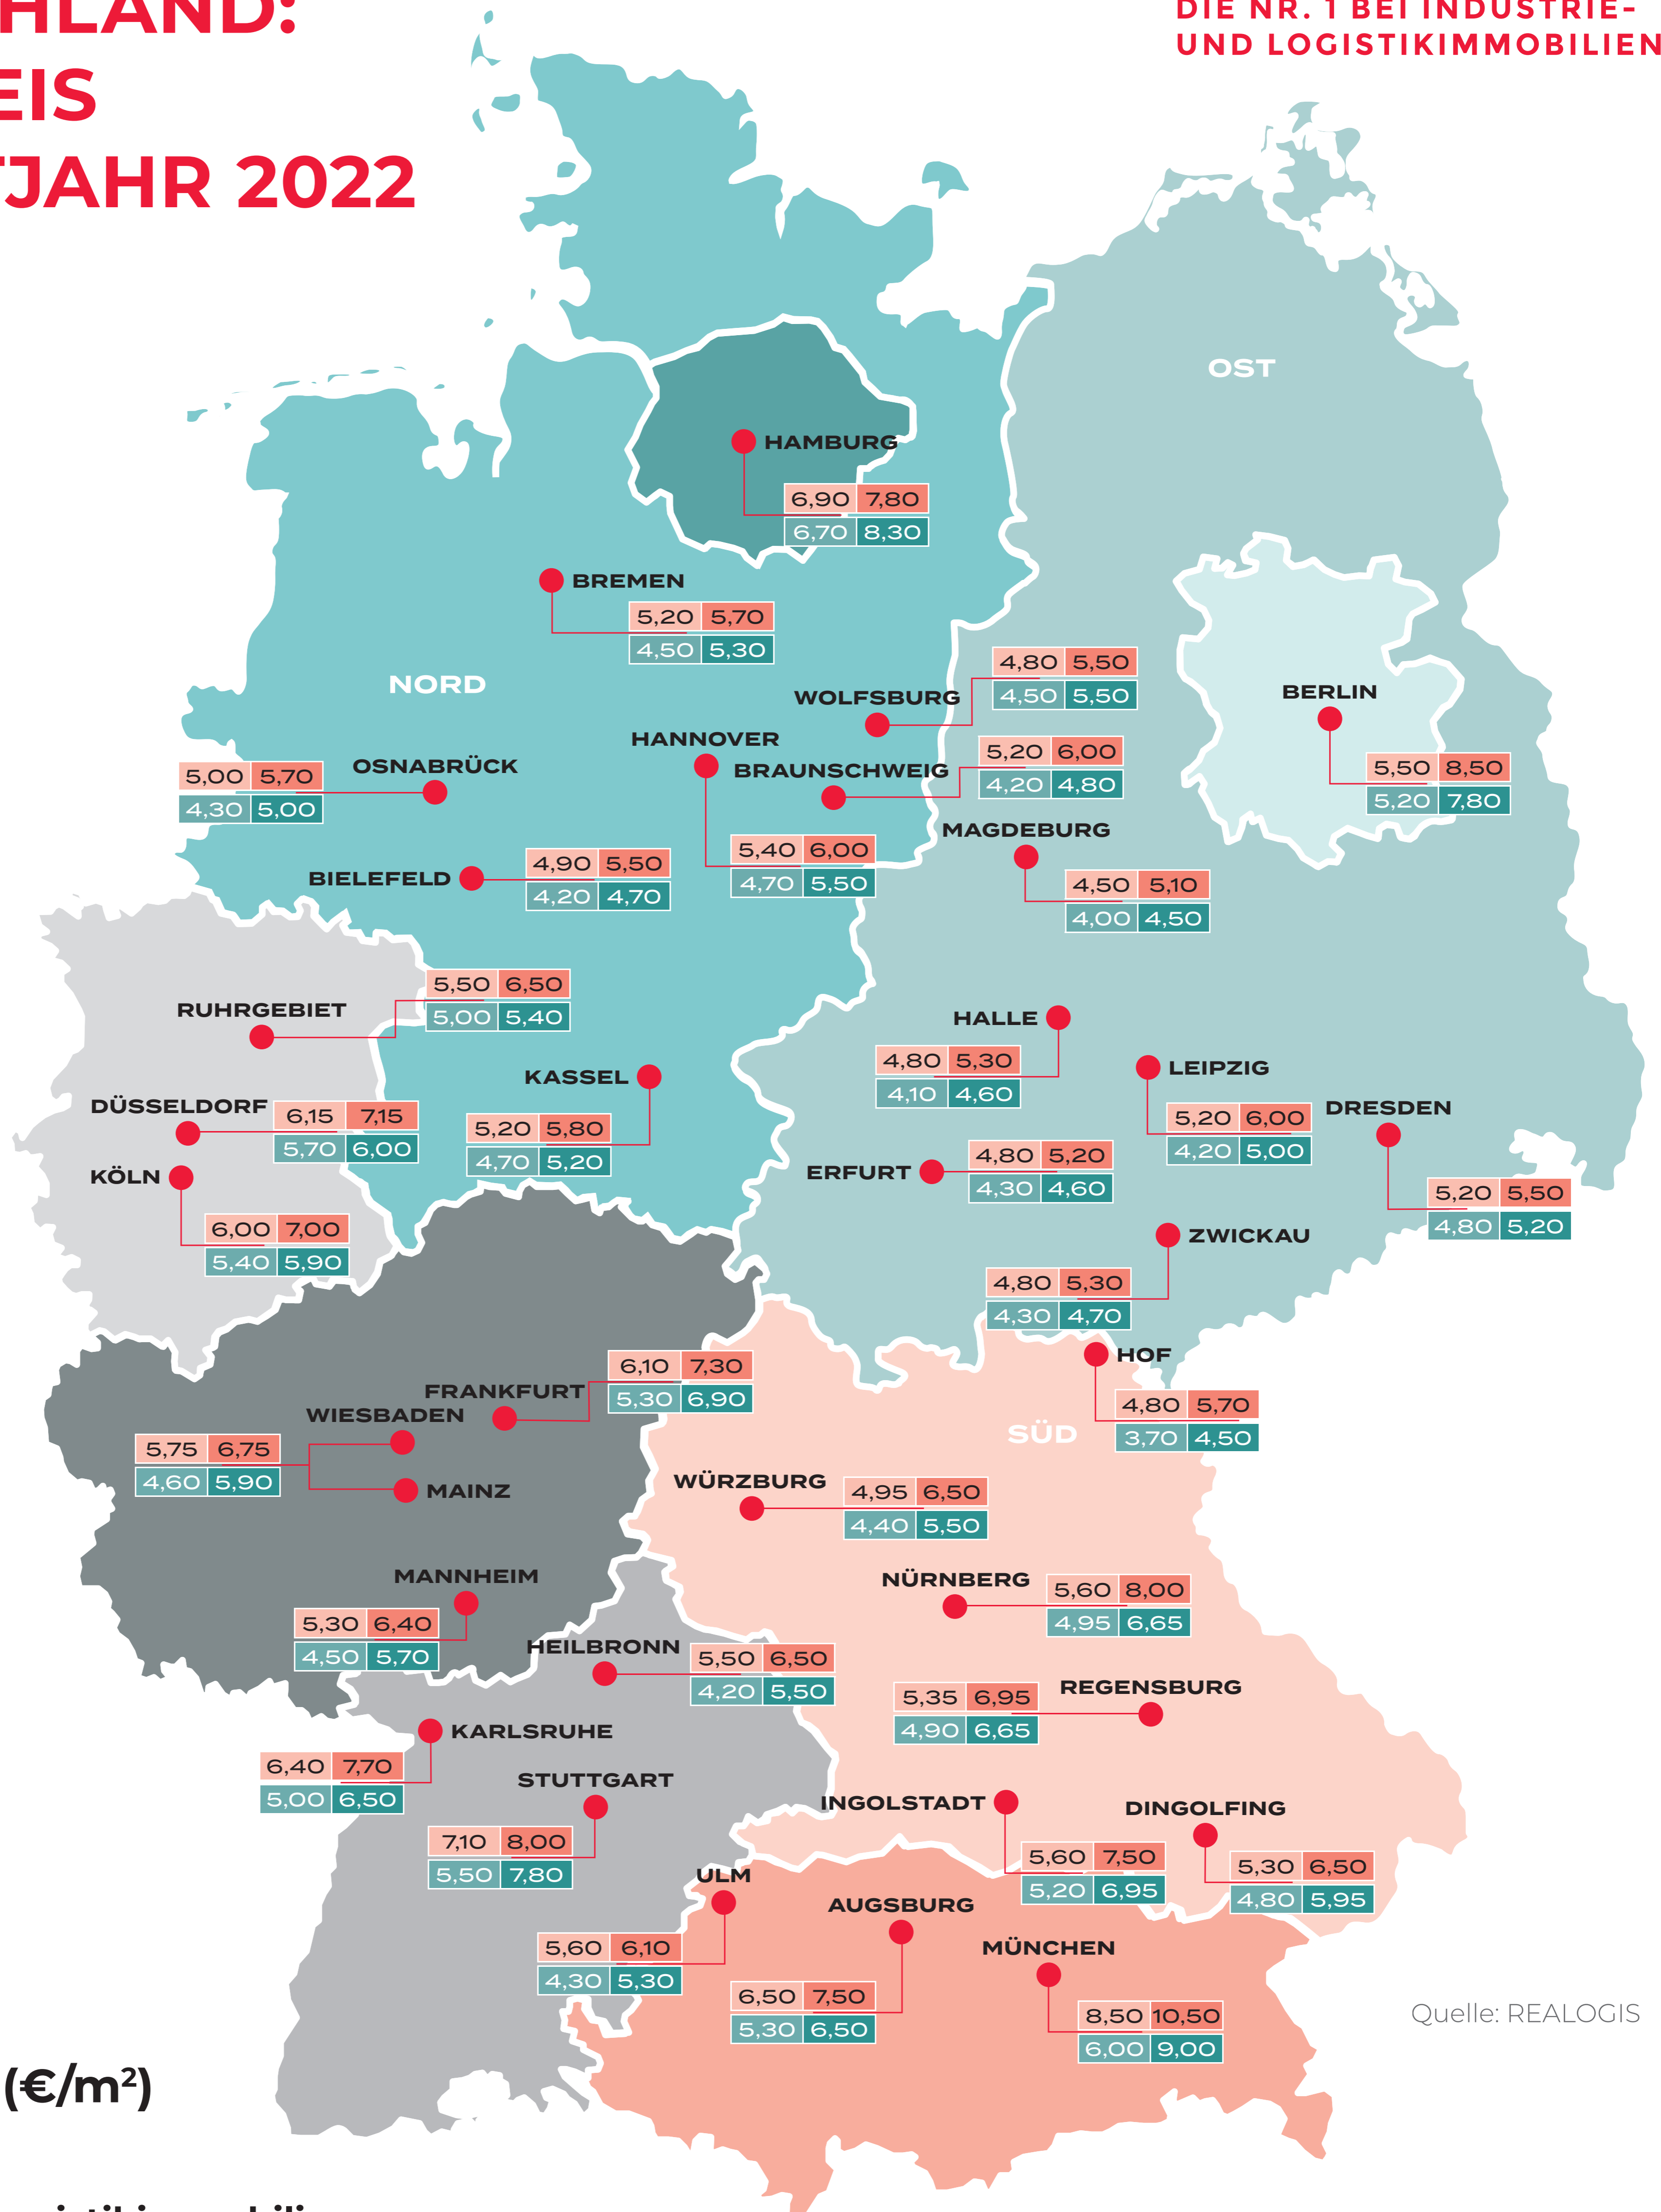 HLAND:
EIS
TJAHR 2022
DIE NR. 1 BEI INDUSTRIE-
UND LOGISTIKIMMOBILIEN
OST
HAMBURG
6,90 7,80
6,70 8,30
BREMEN
5,20 5,70
4,50 5,30
NORD
WOLFSBURG
4,80 5,50
4,50 5,50
BERLIN
5,50 8,50
5,20 7,80
HANNOVER
5,40 6,00
4,70 5,50
BRAUNSCHWEIG
5,20 6,00
4,20 4,80
OSNABRÜCK
5,00 5,70
4,30 5,00
MAGDEBURG
4,50 5,10
4,00 4,50
BIELEFELD
4,90 5,50
4,20 4,70
RUHRGEBIET
5,50 6,50
5,00 5,40
HALLE
4,80 5,30
4,10 4,60
LEIPZIG
5,20 6,00
4,20 5,00
KASSEL
5,20 5,80
4,70 5,20
DÜSSELDORF
6,15 7,15
5,70 6,00
DRESDEN
5,20 5,50
4,80 5,20
ERFURT
4,80 5,20
4,30 4,60
KÖLN
6,00 7,00
5,40 5,90
ZWICKAU
4,80 5,30
4,30 4,70
HOF
4,80 5,70
3,70 4,50
FRANKFURT
6,10 7,30
5,30 6,90
WIESBADEN
5,75 6,75
4,60 5,90
MAINZ
SÜD
WÜRZBURG
4,95 6,50
4,40 5,50
MANNHEIM
5,30 6,40
4,50 5,70
NÜRNBERG
5,60 8,00
4,95 6,65
HEILBRONN
5,50 6,50
4,20 5,50
REGENSBURG
5,35 6,95
4,90 6,65
KARLSRUHE
6,40 7,70
5,00 6,50
STUTTGART
7,10 8,00
5,50 7,80
INGOLSTADT
5,60 7,50
5,20 6,95
DINGOLFING
5,30 6,50
4,80 5,95
ULM
5,60 6,10
4,30 5,30
AUGSBURG
6,50 7,50
5,30 6,50
MÜNCHEN
8,50 10,50
6,00 9,00
Quelle: REALOGIS
(€/m²)